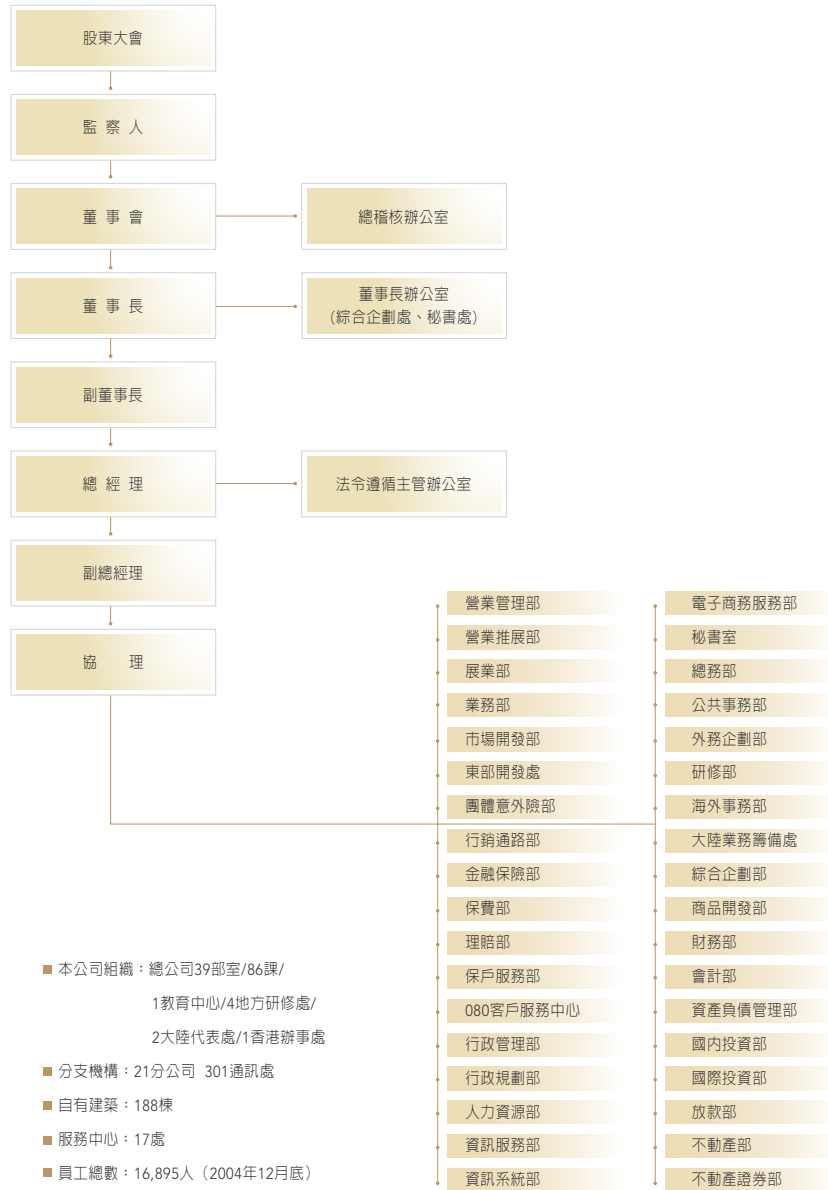 股東大會
監察人
董事會
總稽核辦公室
董事長
董事長辦公室
(綜合企劃處、秘書處)
副董事長
總經理
法令遵循主管辦公室
副總經理
協理
營業管理部
營業推展部
展業部
業務部
市場開發部
東部開發處
團體意外險部
行銷通路部
金融保險部
保費部
理賠部
保戶服務部
080客戶服務中心
行政管理部
行政規劃部
人力資源部
資訊服務部
資訊系統部
電子商務服務部
秘書室
總務部
公共事務部
外務企劃部
研修部
海外事務部
大陸業務籌備處
綜合企劃部
商品開發部
財務部
會計部
資產負債管理部
國內投資部
國際投資部
放款部
不動產部
不動產證券部
本公司組織：總公司39部室/86課/
1教育中心/4地方研修處/
2大陸代表處/1香港辦事處
分支機構：21分公司 301通訊處
自有建築：188棟
服務中心：17處
員工總數：16,895人（2004年12月底）